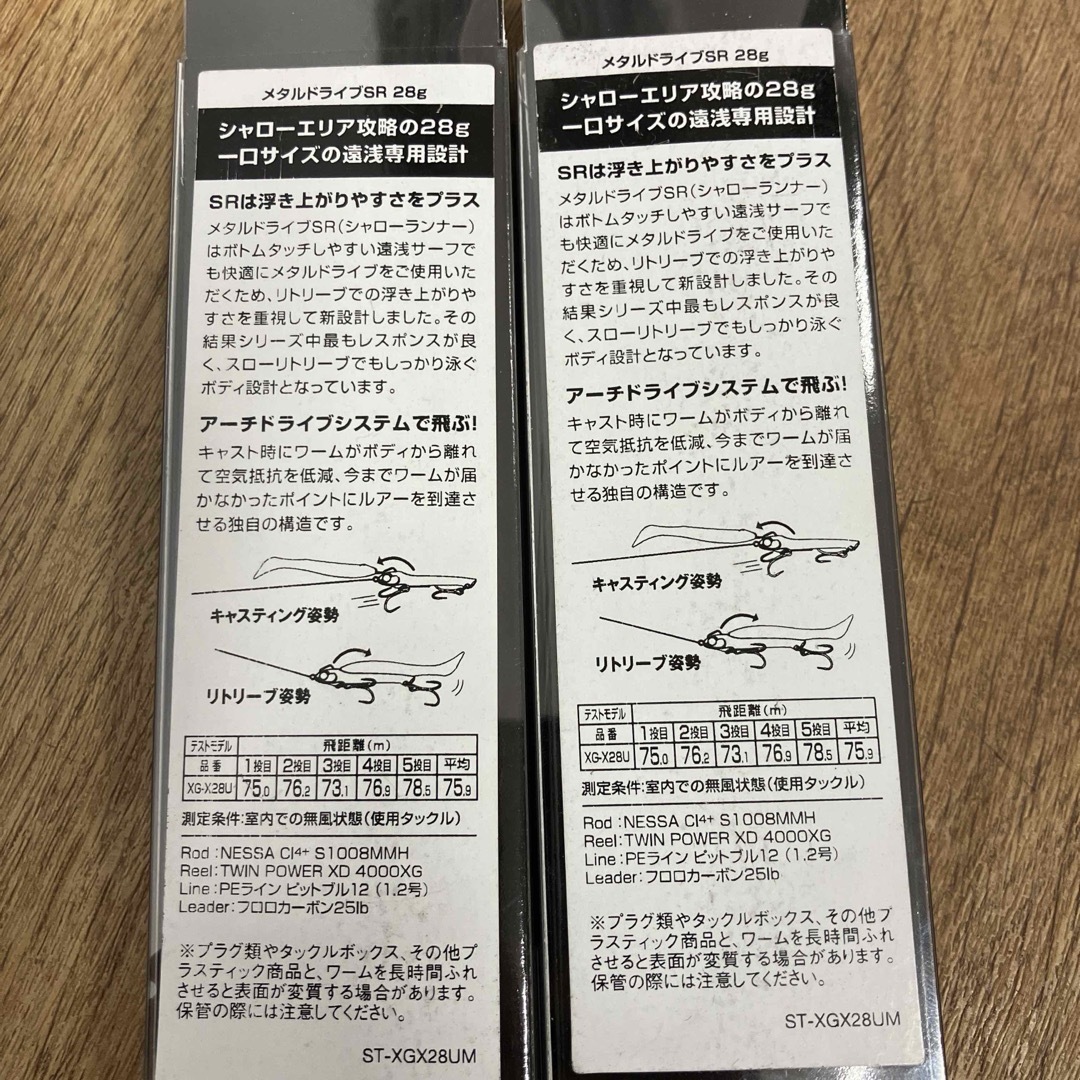 メタルドライブSR 28g
シャローエリア攻略の28g
一口サイズの遠浅専用設計
SRは浮き上がりやすさをプラス
メタルドライブSR(シャローランナー)
はボトムタッチしやすい遠浅サーフで
も快適にメタルドライブをご使用いた
だくため、リトリーブでの浮き上がりや
すさを重視して新設計しました。その
結果シリーズ中最もレスポンスが良
く、スローリトリーブでもしっかり泳ぐ
ボディ設計となっています。
アーチドライブシステムで飛ぶ!
キャスト時にワームがボディから離れ
て空気抵抗を低減、今までワームが届
かなかったポイントにルアーを到達さ
せる独自の構造です。
キャスティング姿勢
リトリーブ姿勢
テストモデル 飛距離(m)
品番 1投目 2投目 3投目 4投目 5投目 平均
XG-X28U 75.0 76.2 73.1 76.9 78.5 75.9
測定条件:室内での無風状態(使用タックル)
Rod:NESSA CI4+ S1008MMH
Reel:TWIN POWER XD 4000XG
Line:PEライン ピットブル12(1.2号)
Leader:フロロカーボン25lb
※プラグ類やタックルボックス、その他プ
ラスティック商品と、ワームを長時間ふれ
させると表面が変質する場合があります。
保管の際には注意してください。
ST-XGX28UM
メタルドライブSR 28g
シャローエリア攻略の28g
一口サイズの遠浅専用設計
SRは浮き上がりやすさをプラス
メタルドライブSR(シャローランナー)
はボトムタッチしやすい遠浅サーフで
も快適にメタルドライブをご使用いた
だくため、リトリーブでの浮き上がりや
すさを重視して新設計しました。その
結果シリーズ中最もレスポンスが良
く、スローリトリーブでもしっかり泳ぐ
ボディ設計となっています。
アーチドライブシステムで飛ぶ!
キャスト時にワームがボディから離れ
て空気抵抗を低減、今までワームが届
かなかったポイントにルアーを到達さ
せる独自の構造です。
キャスティング姿勢
リトリーブ姿勢
テストモデル 飛距離(m)
品番 1投目 2投目 3投目 4投目 5投目 平均
XG-X28U 75.0 76.2 73.1 76.9 78.5 75.9
測定条件:室内での無風状態(使用タックル)
Rod:NESSA CI4+ S1008MMH
Reel:TWIN POWER XD 4000XG
Line:PEライン ピットブル12(1.2号)
Leader:フロロカーボン25lb
※プラグ類やタックルボックス、その他プ
ラスティック商品と、ワームを長時間ふれ
させると表面が変質する場合があります。
保管の際には注意してください。
ST-XGX28UM